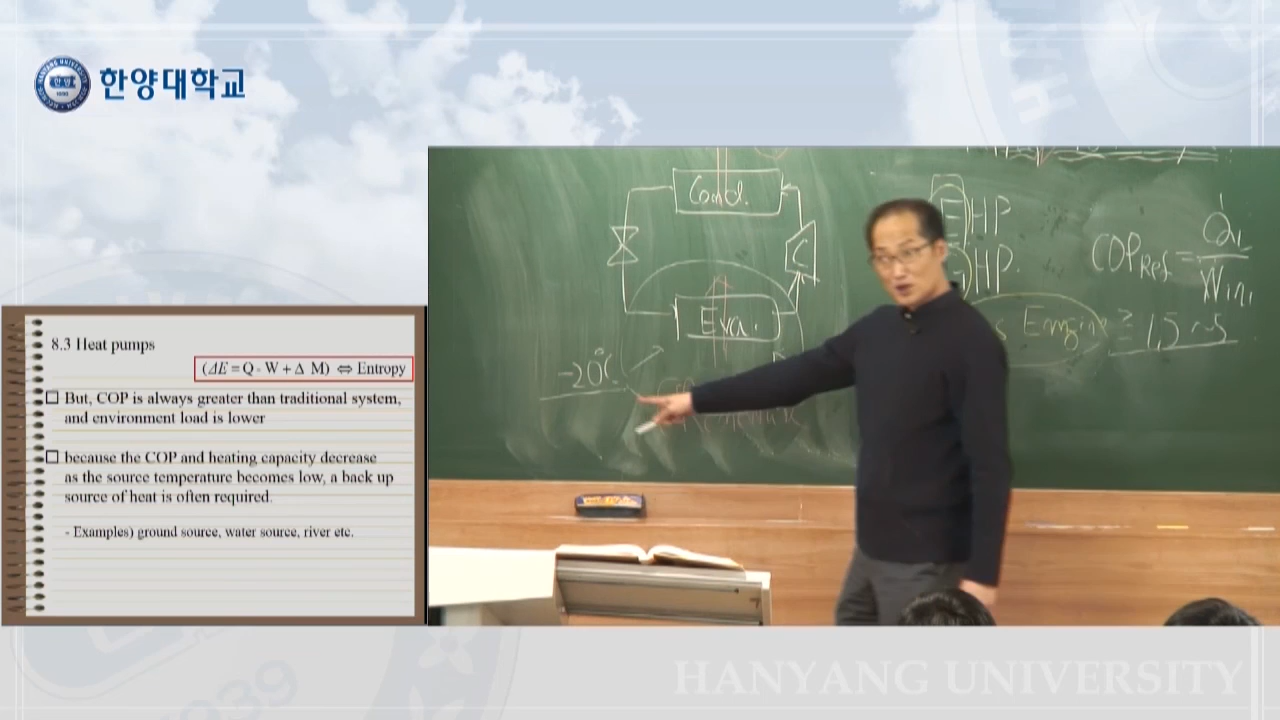 한양대학교
8.3 Heat pumps
(ΔE = Q - W + Δ M) ⇔ Entropy
☐ But, COP is always greater than traditional system,
and environment load is lower
☐ because the COP and heating capacity decrease
as the source temperature becomes low, a back up
source of heat is often required.
- Examples) ground source, water source, river etc.
Cond.
C
Eva.
-20℃
EHP
HP.
COP Ref = QL / Win
≥ 1,5 ~ 5
HANYANG UNIVERSITY